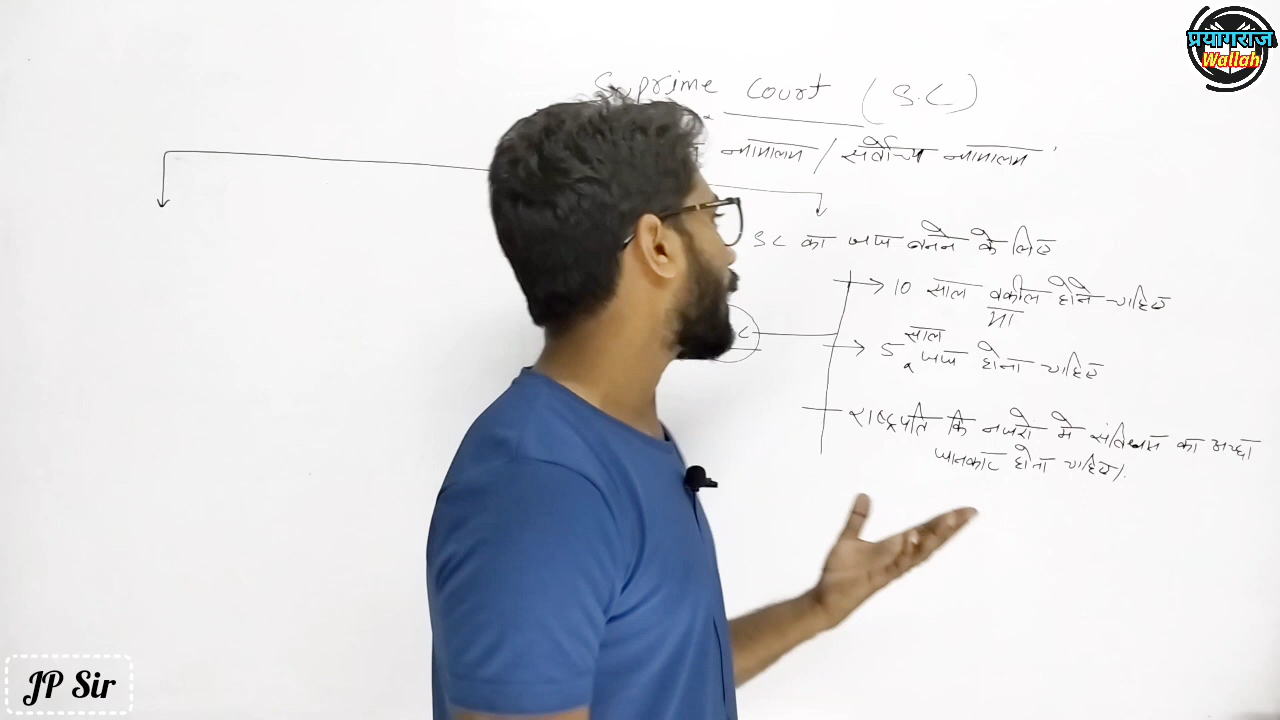 प्रयागराज
Wallah
Suprime Court (S.C)
न्यायालय / सर्वोच्च न्यायालय
SC का जज बनने के लिए
10 साल वकील होने चाहिए
या
5 साल जज होना चाहिए
राष्ट्रपति कि नजरो मे संविधान का अच्छा
जानकार होना चाहिए।
JP Sir